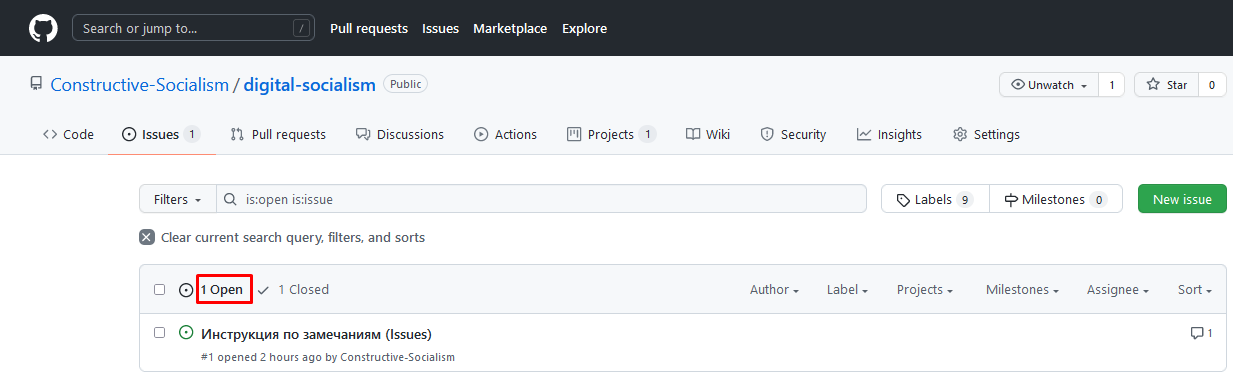 Search or jump to... / Pull requests Issues Marketplace Explore
Constructive-Socialism / digital-socialism Public Unwatch 1 Star 0
Code Issues 1 Pull requests Discussions Actions Projects 1 Wiki Security Insights Settings
Filters is:open is:issue Labels 9 Milestones 0 New issue
Clear current search query, filters, and sorts
1 Open 1 Closed Author Label Projects Milestones Assignee Sort
Инструкция по замечаниям (Issues) 1
#1 opened 2 hours ago by Constructive-Socialism